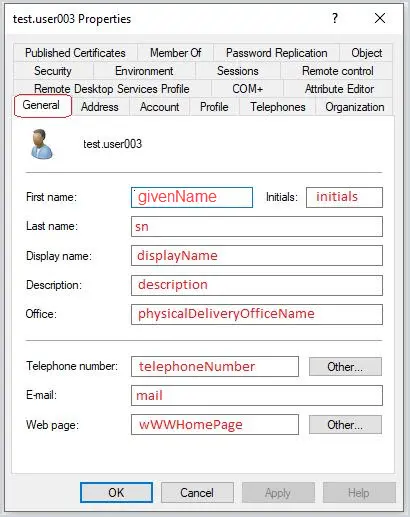 test.user003 Properties
Published Certificates Member Of Password Replication Object
Security Environment Sessions Remote control
Remote Desktop Services Profile COM+ Attribute Editor
General Address Account Profile Telephones Organization
test.user003
First name: givenName Initials: initials
Last name: sn
Display name: displayName
Description: description
Office: physicalDeliveryOfficeName
Telephone number: telephoneNumber Other...
E-mail: mail
Web page: wWWHomePage Other...
OK Cancel Apply Help